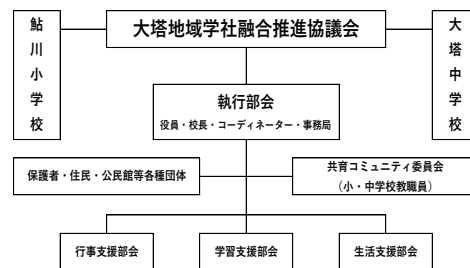 鮎川小学校
大塔地域学社融合推進協議会
大塔中学校
執行部会
役員・校長・コーディネーター・事務局
保護者・住民・公民館等各種団体
共育コミュニティ委員会
（小・中学校教職員）
行事支援部会
学習支援部会
生活支援部会